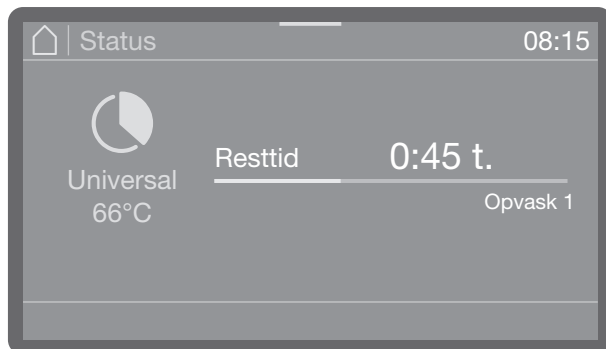 Status
08:15
Universal
66°C
Resttid
0:45 t.
Opvask 1